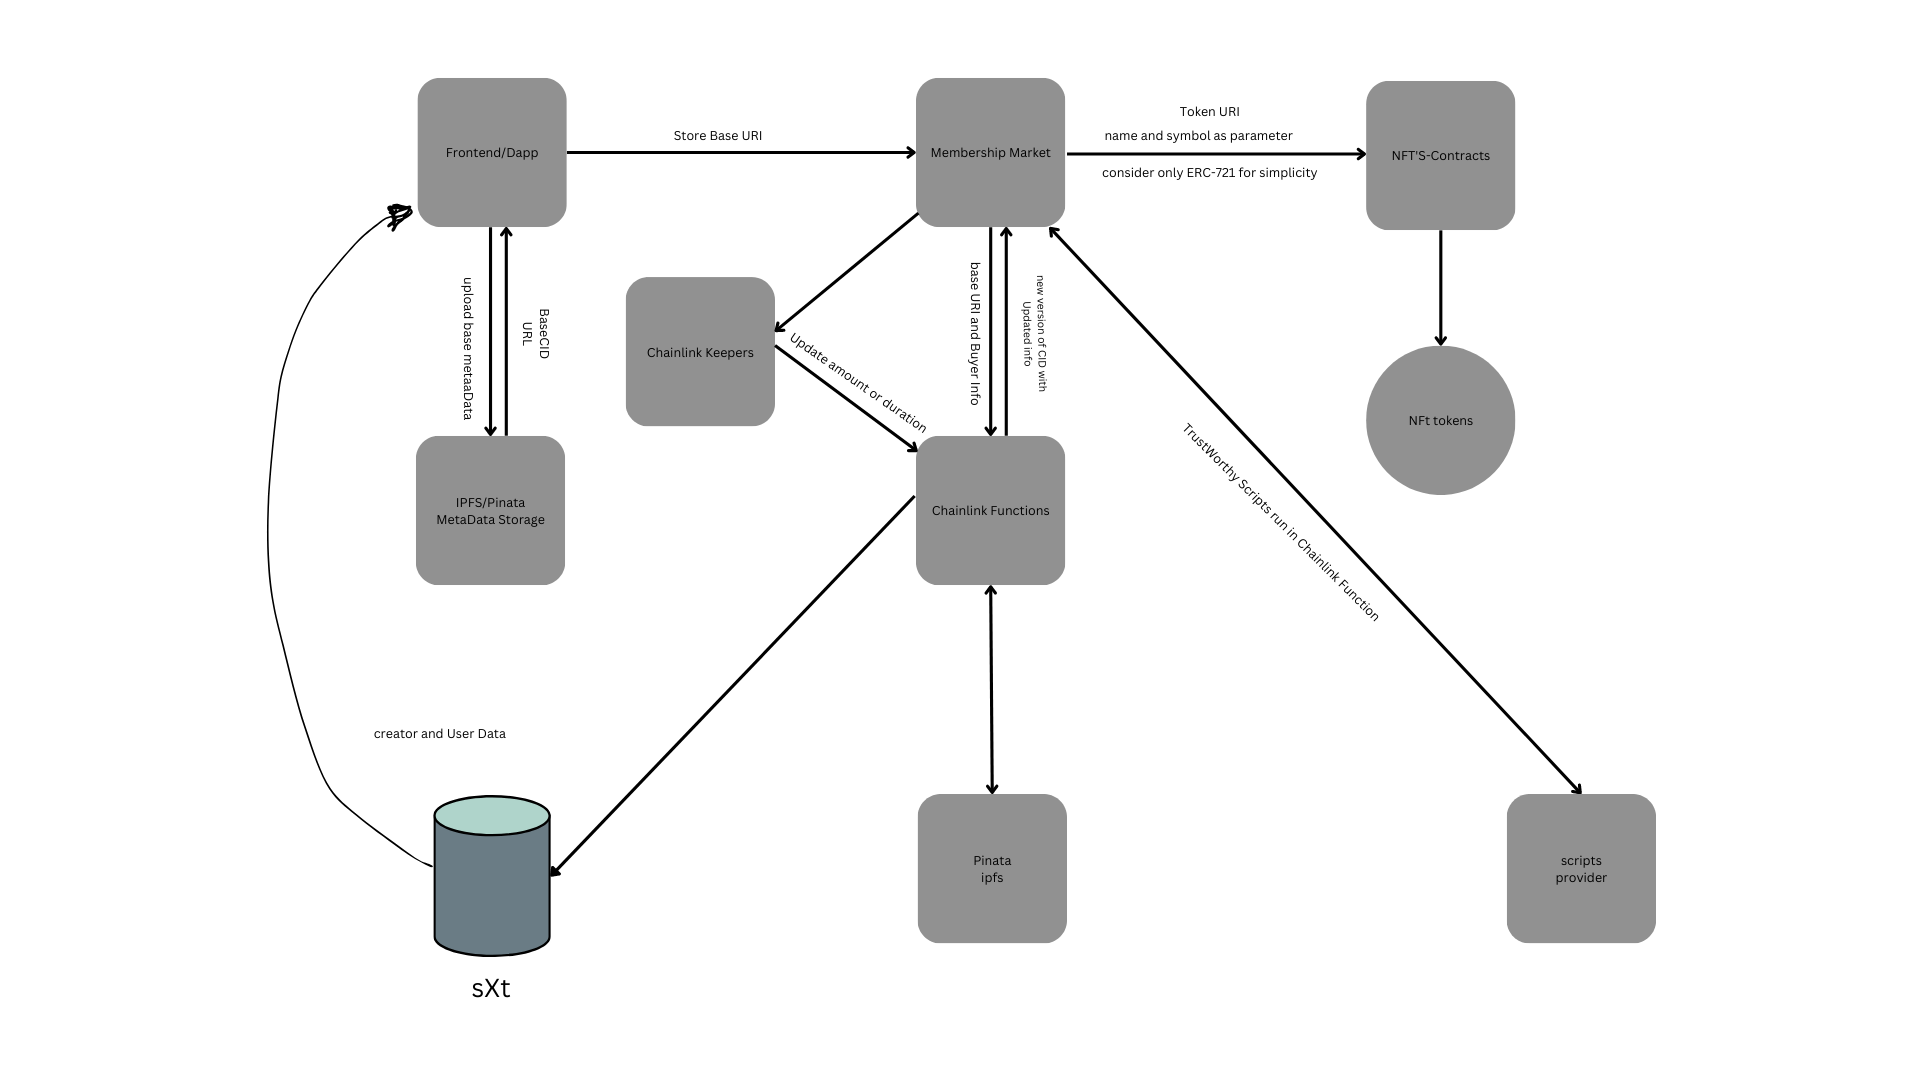 Token URI
Store Base URI
name and symbol as parameter
Frontend/Dapp
Membership Market
NFT'S-Contracts
consider only ERC-721 for simplicity
upload base metaaData
BaseCID
URL
base URI and Buyer Info
new version of CID with
Updated info
Chainlink Keepers
Update amount or duration
NFt tokens
IPFS/Pinata
MetaData Storage
Chainlink Functions
TrustWorthy Scripts run in Chainlink Function
creator and User Data
Pinata
ipfs
scripts
provider
sXt